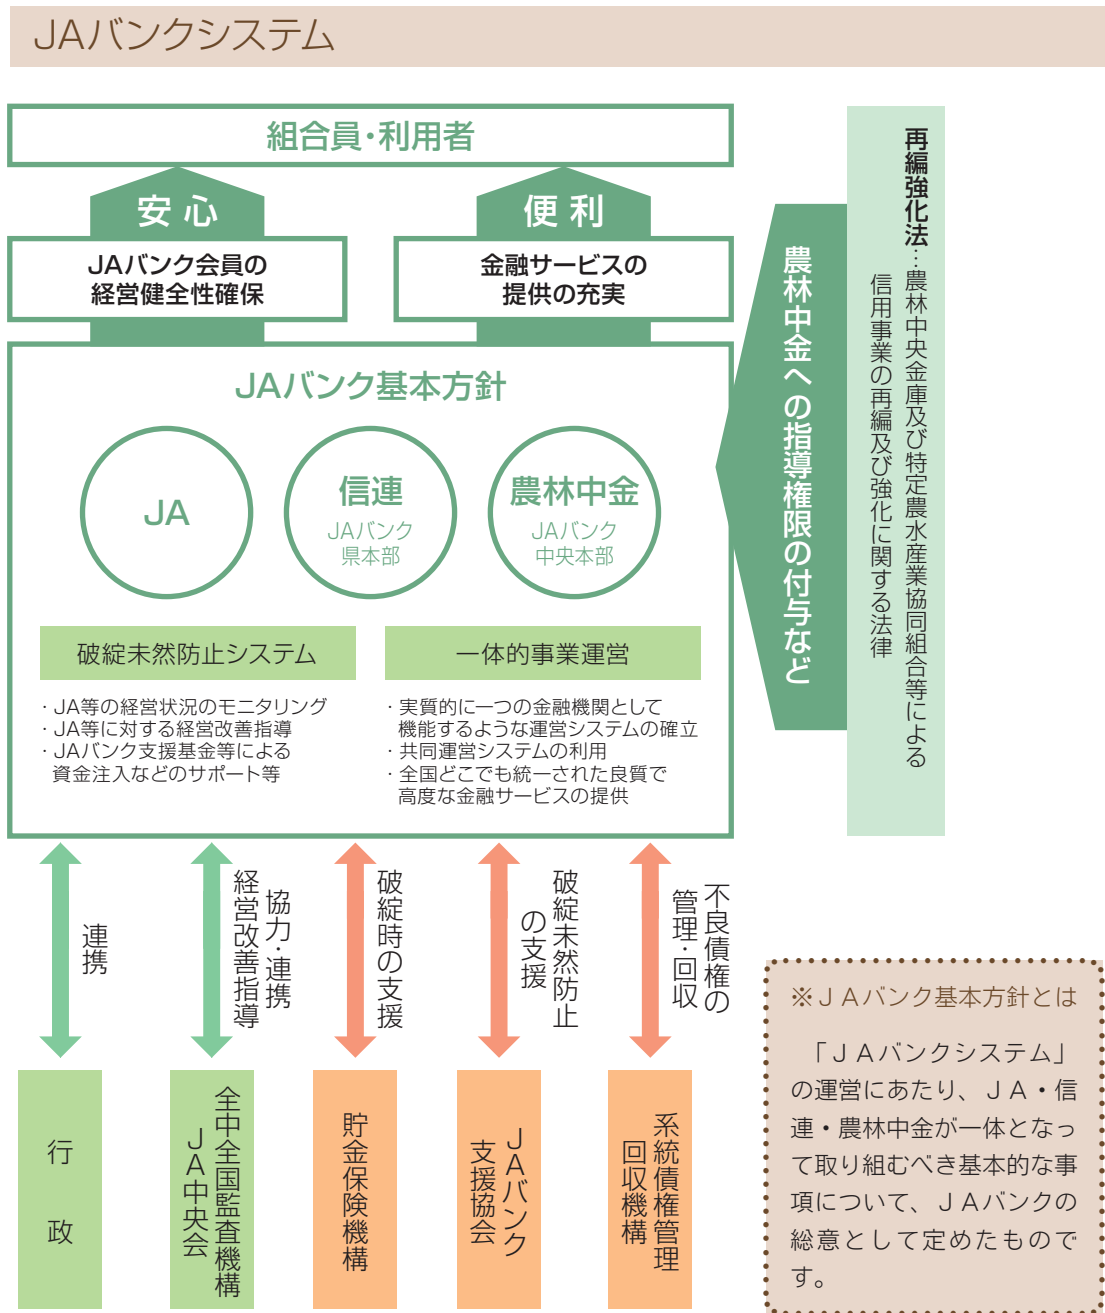 JAバンクシステム
組合員・利用者
安心
便利
JAバンク会員の
経営健全性確保
金融サービスの
提供の充実
JAバンク基本方針
JA
信連
JAバンク
県本部
農林中金
JAバンク
中央本部
破綻未然防止システム
・JA等の経営状況のモニタリング
・JA等に対する経営改善指導
・JAバンク支援基金等による
資金注入などのサポート等
一体的事業運営
・実質的に一つの金融機関として
機能するような運営システムの確立
・共同運営システムの利用
・全国どこでも統一された良質で
高度な金融サービスの提供
農林中金への指導権限の付与など
再編強化法…農林中央金庫及び特定農水産業協同組合等による
信用事業の再編及び強化に関する法律
連携
協力・連携
経営改善指導
破綻時の支援
破綻未然防止
の支援
不良債権の
管理・回収
行政
全中全国監査機構
JA中央会
貯金保険機構
JAバンク
支援協会
系統債権管理
回収機構
※ＪＡバンク基本方針とは
「ＪＡバンクシステム」
の運営にあたり、ＪＡ・信
連・農林中金が一体となっ
て取り組むべき基本的な事
項について、ＪＡバンクの
総意として定めたもので
す。